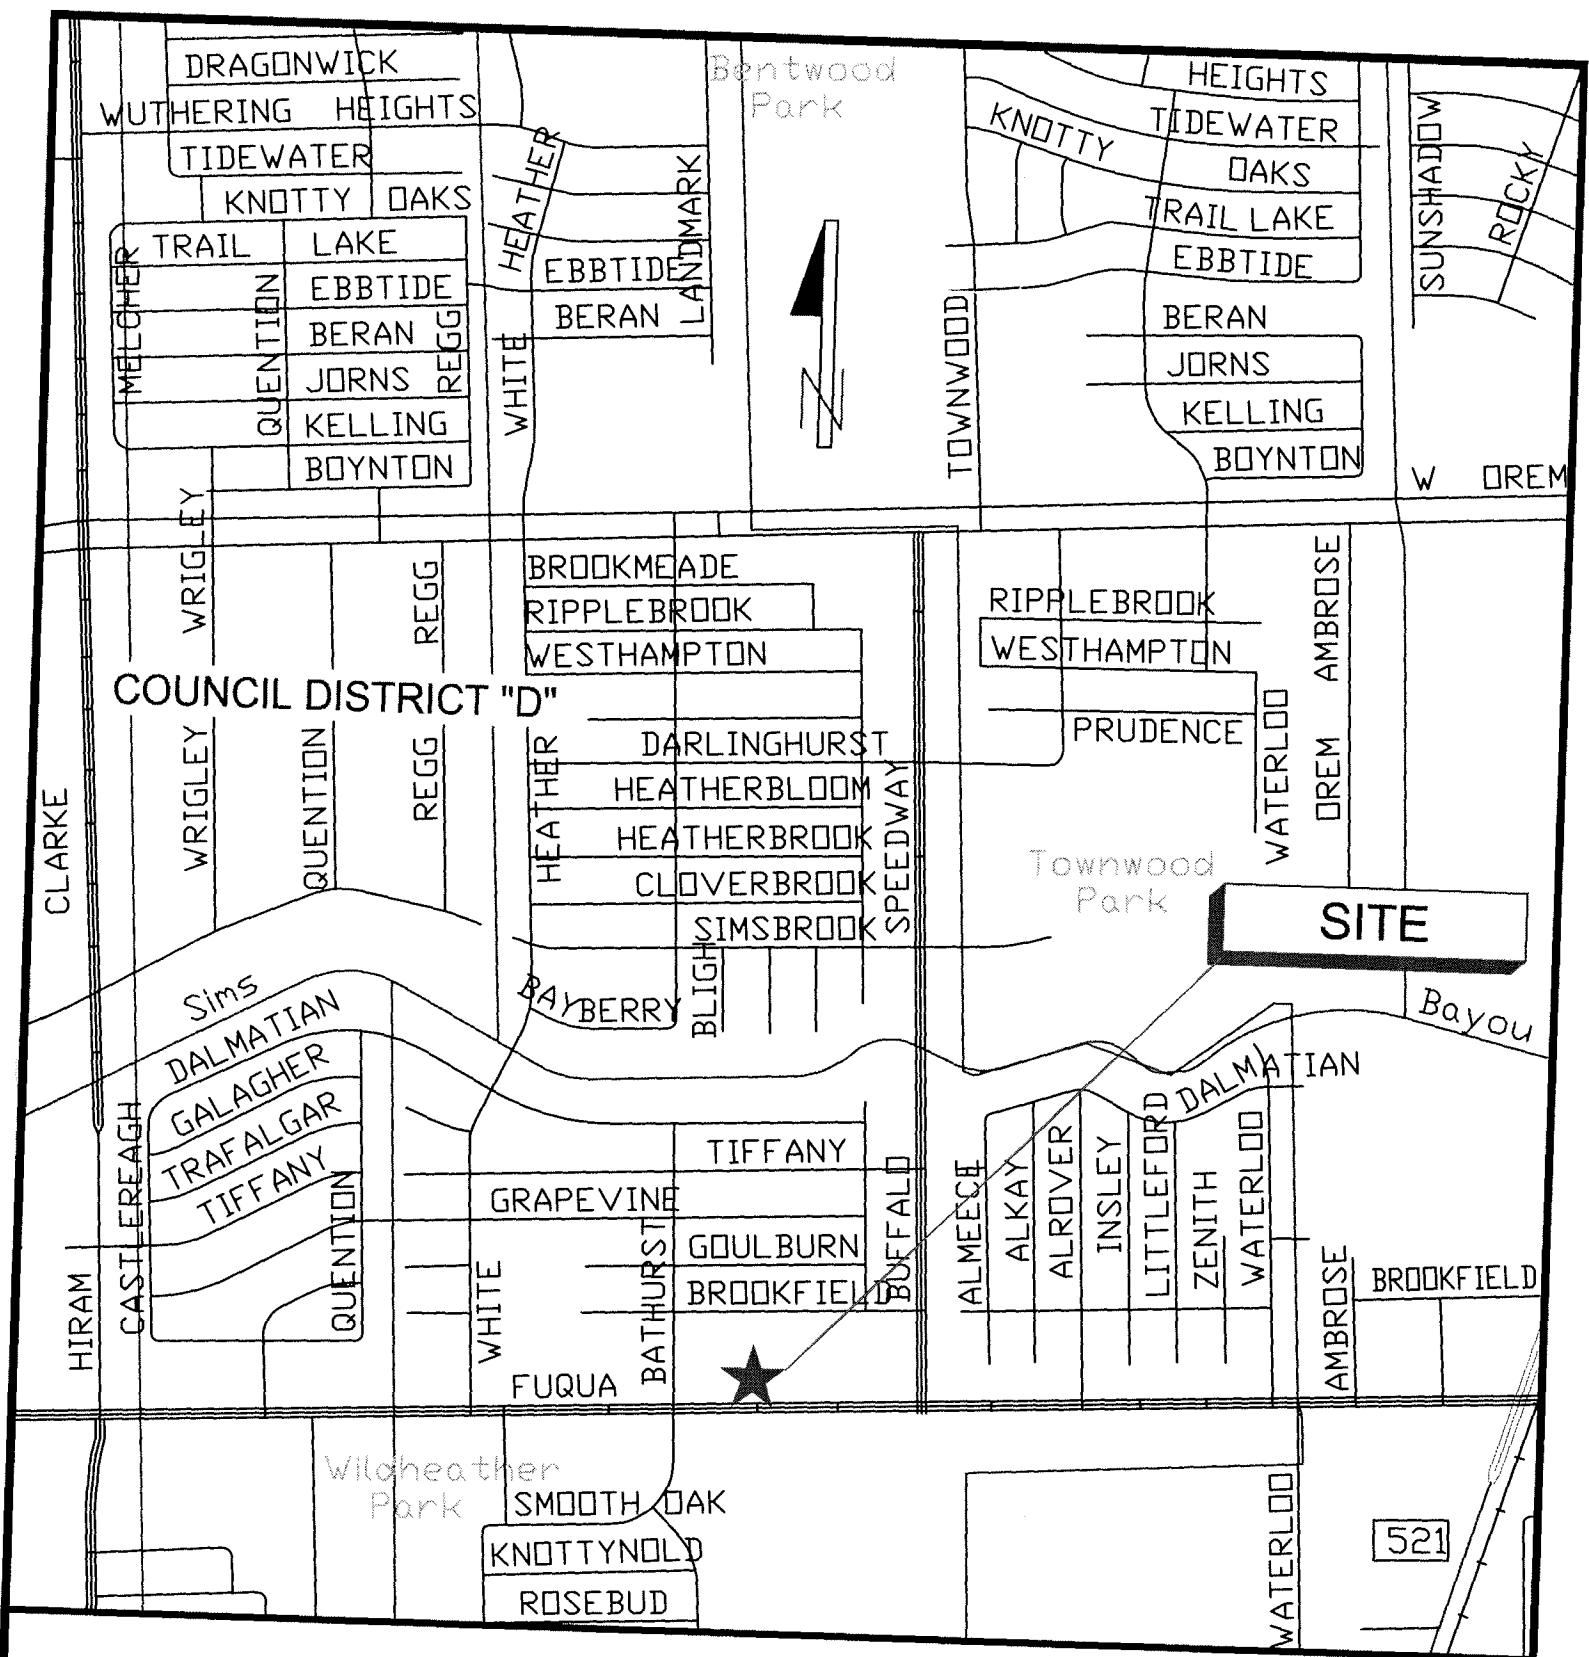 DRAGONWICK
Bentwood
Park
HEIGHTS
WUTHERING HEIGHTS
KNOTTY
TIDEWATER
SUNSHADOW
ROCKY
TIDEWATER
HEATHER
LANDMARK
OAKS
KNOTTY OAKS
TRAIL LAKE
TRAIL LAKE
EBBTIDE
EBBTIDE
MELCHER
QUENTION
EBBTIDE
REGG
BERAN
BERAN
BERAN
WHITE
TOWNWOOD
JORNS
JORNS
N
KELLING
KELLING
BOYNTON
BOYNTON
W OREM
WRIGLEY
WRIGLEY
REGG
BROOKMEADE
AMBROSE
RIPPLEBROOK
RIPPLEBROOK
WESTHAMPTON
WESTHAMPTON
COUNCIL DISTRICT "D"
WATERLOO
PRUDENCE
WRIGLEY
QUENTION
REGG
HEATHER
DARLINGHURST
OREM
CLARKE
HEATHERBLOOM
SPEEDWAY
HEATHERBROOK
Townwood
Park
CLOVERBROOK
SITE
SIMSBROOK
BLIGH
Sims
BAYBERRY
Bayou
DALMATIAN
DALMATIAN
GALAGHER
TRAFALGAR
TIFFANY
TIFFANY
CASTLEREAGH
QUENTION
GRAPEVINE
BUFFALO
ALMEECE
ALKAY
ALROVER
INSLEY
LITTLEFORD
ZENITH
WATERLOO
BATHURST
GOULBURN
BROOKFIELD
BROOKFIELD
HIRAM
WHITE
AMBROSE
FUQUA
Wildheather
Park
SMOOTH OAK
WATERLOO
521
KNOTTYNOLD
ROSEBUD